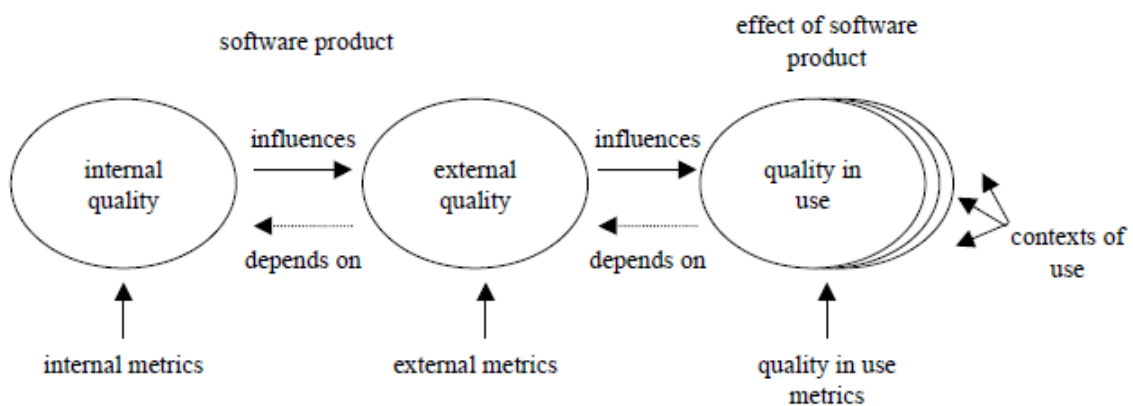 software product
effect of software
product
internal
quality
influences
depends on
external
quality
influences
depends on
quality in
use
contexts of
use
internal metrics
external metrics
quality in use
metrics